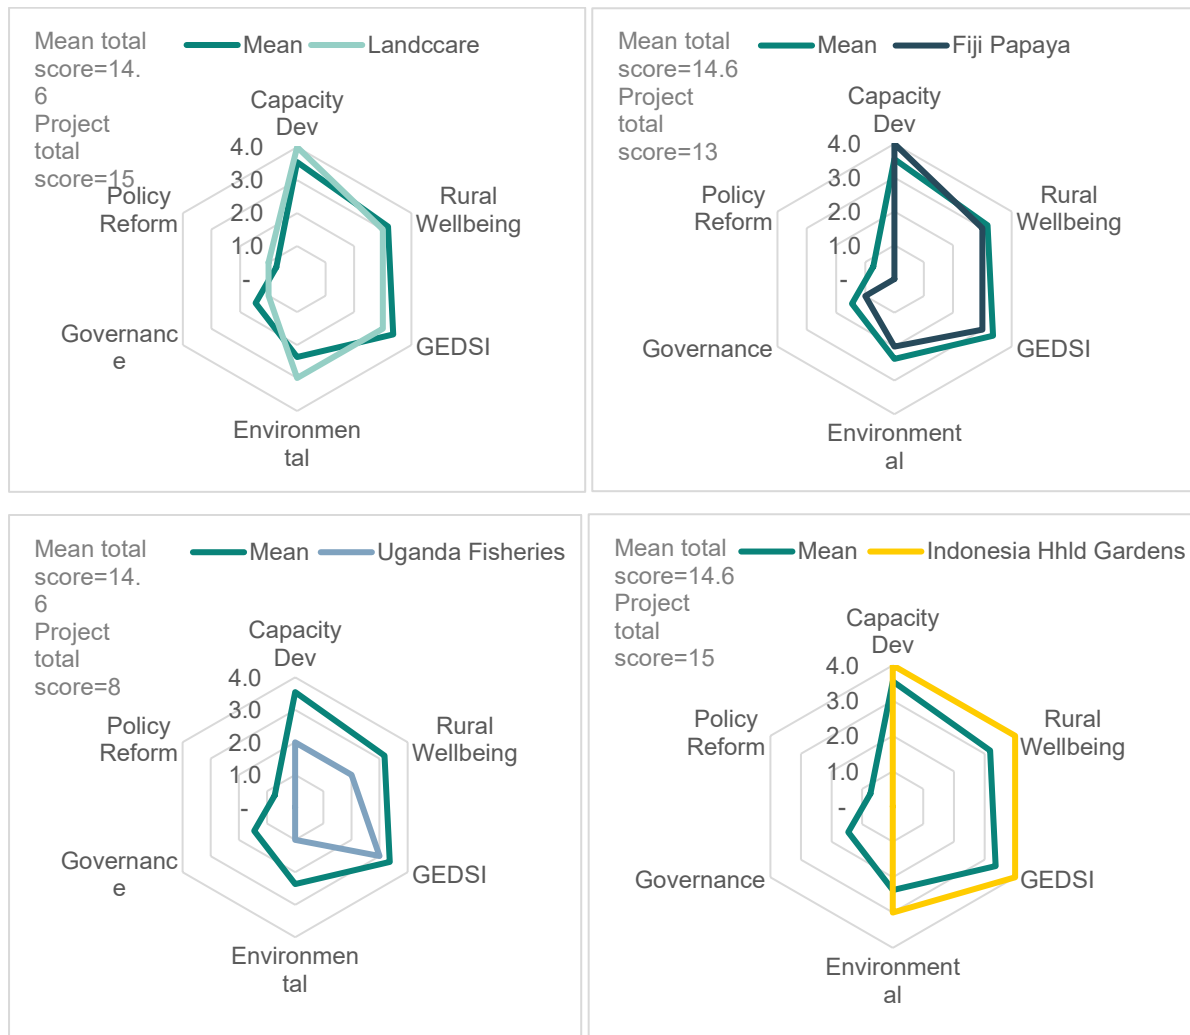 Mean total
score=14.
6
Project
total
score=15
Mean
Landccare
Capacity
Dev
4.0
3.0
2.0
1.0
-
Rural
Wellbeing
GEDSI
Environmen
tal
Governanc
e
Policy
Reform
Mean total
score=14.6
Project
total
score=13
Mean
Fiji Papaya
Capacity
Dev
4.0
3.0
2.0
1.0
-
Rural
Wellbeing
GEDSI
Environment
al
Governance
Policy
Reform
Mean total
score=14.
6
Project
total
score=8
Mean
Uganda Fisheries
Capacity
Dev
4.0
3.0
2.0
1.0
-
Rural
Wellbeing
GEDSI
Environmen
tal
Governanc
e
Policy
Reform
Mean total
score=14.6
Project
total
score=15
Mean
Indonesia Hhld Gardens
Capacity
Dev
4.0
3.0
2.0
1.0
-
Rural
Wellbeing
GEDSI
Environment
al
Governance
Policy
Reform